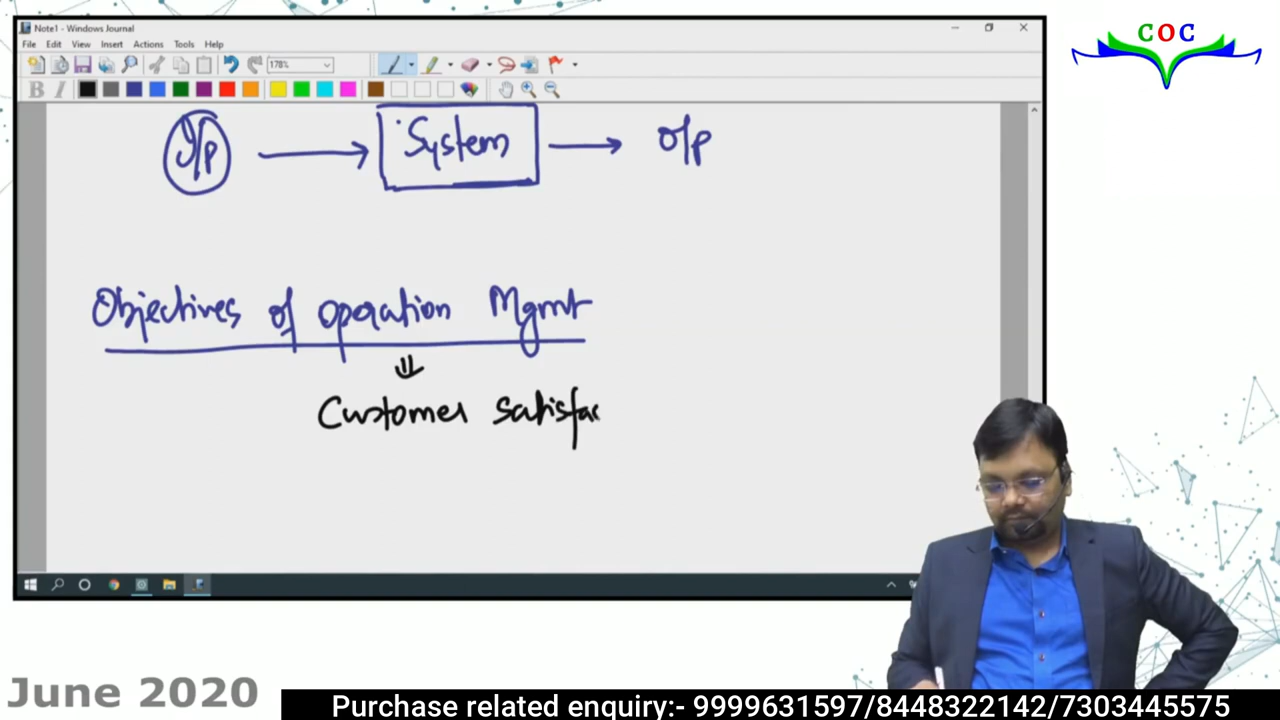 Note1 - Windows Journal
File Edit View Insert Actions Tools Help
178%
B I
COC
I/p System O/p
Objectives of operation Mgmt
Customer Satisfac
June 2020
Purchase related enquiry:- 9999631597/8448322142/7303445575